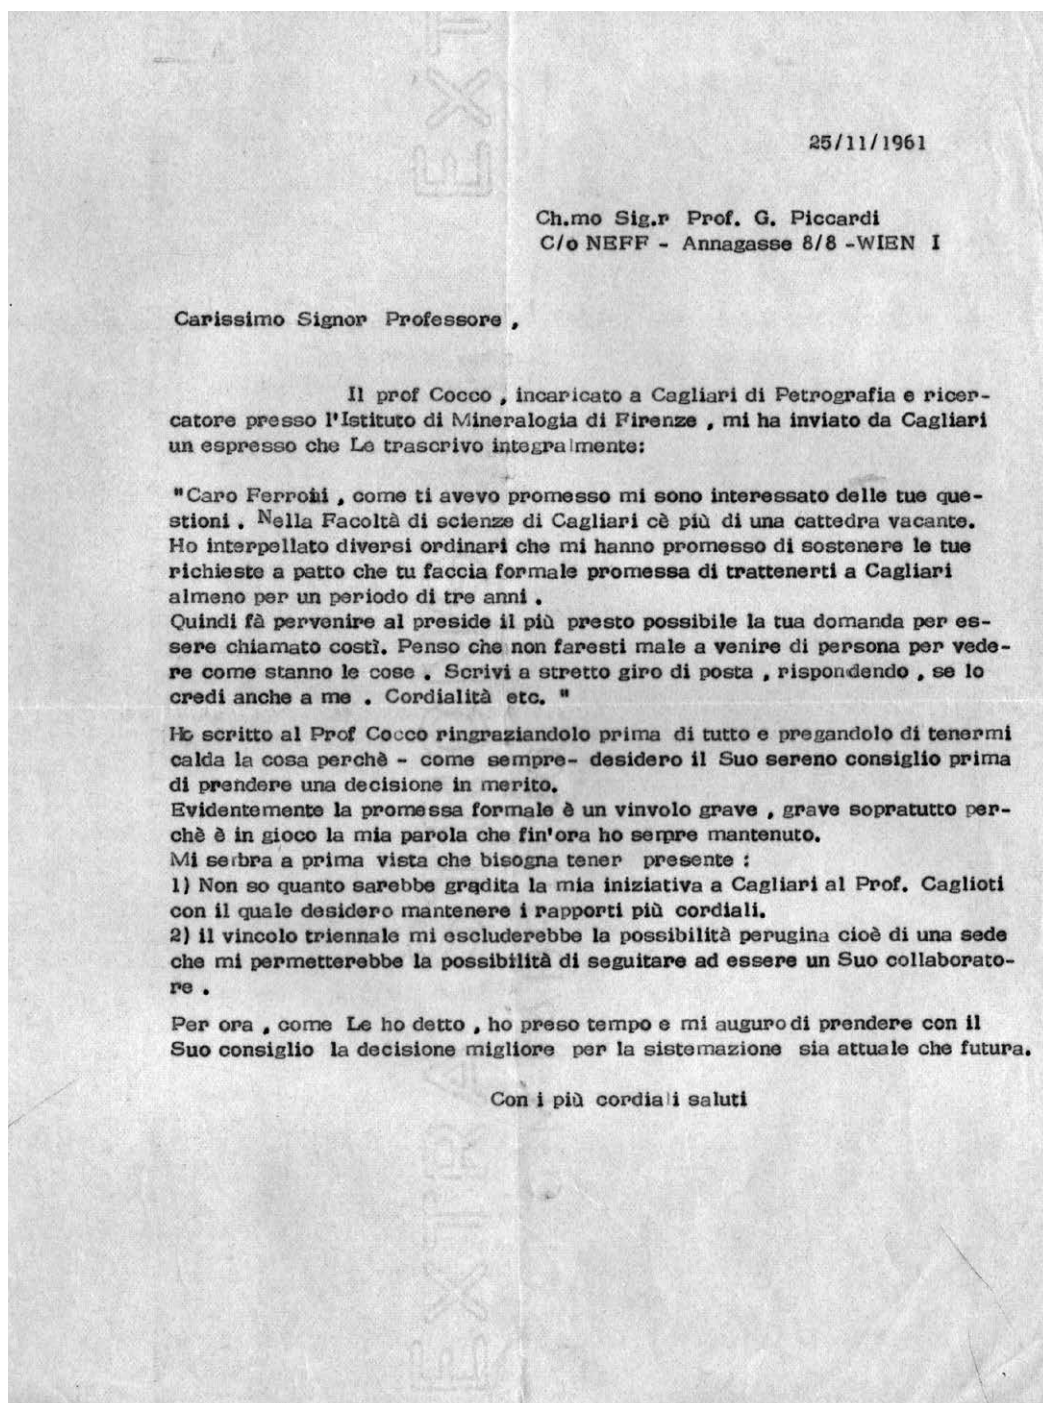 25/11/1961
Ch.mo Sig.r Prof. G. Piccardi
C/o NEFF - Annagasse 8/8 -WIEN I
Carissimo Signor Professore ,
Il prof Cocco , incaricato a Cagliari di Petrografia e ricer-
catore presso l'Istituto di Mineralogia di Firenze , mi ha inviato da Cagliari
un espresso che Le trascrivo integralmente:
"Caro Ferroni , come ti avevo promesso mi sono interessato delle tue que-
stioni . Nella Facoltà di scienze di Cagliari cè più di una cattedra vacante.
Ho interpellato diversi ordinari che mi hanno promesso di sostenere le tue
richieste a patto che tu faccia formale promessa di trattenerti a Cagliari
almeno per un periodo di tre anni .
Quindi fà pervenire al preside il più presto possibile la tua domanda per es-
sere chiamato costì. Penso che non faresti male a venire di persona per vede-
re come stanno le cose . Scrivi a stretto giro di posta , rispondendo , se lo
credi anche a me . Cordialità etc. "
Ho scritto al Prof Cocco ringraziandolo prima di tutto e pregandolo di tenermi
calda la cosa perchè - come sempre- desidero il Suo sereno consiglio prima
di prendere una decisione in merito.
Evidentemente la promessa formale è un vinvolo grave , grave sopratutto per-
chè è in gioco la mia parola che fin'ora ho sempre mantenuto.
Mi sembra a prima vista che bisogna tener presente :
1) Non so quanto sarebbe gradita la mia iniziativa a Cagliari al Prof. Caglioti
con il quale desidero mantenere i rapporti più cordiali.
2) il vincolo triennale mi escluderebbe la possibilità perugina cioè di una sede
che mi permetterebbe la possibilità di seguitare ad essere un Suo collaborato-
re .
Per ora , come Le ho detto , ho preso tempo e mi auguro di prendere con il
Suo consiglio la decisione migliore per la sistemazione sia attuale che futura.
Con i più cordiali saluti